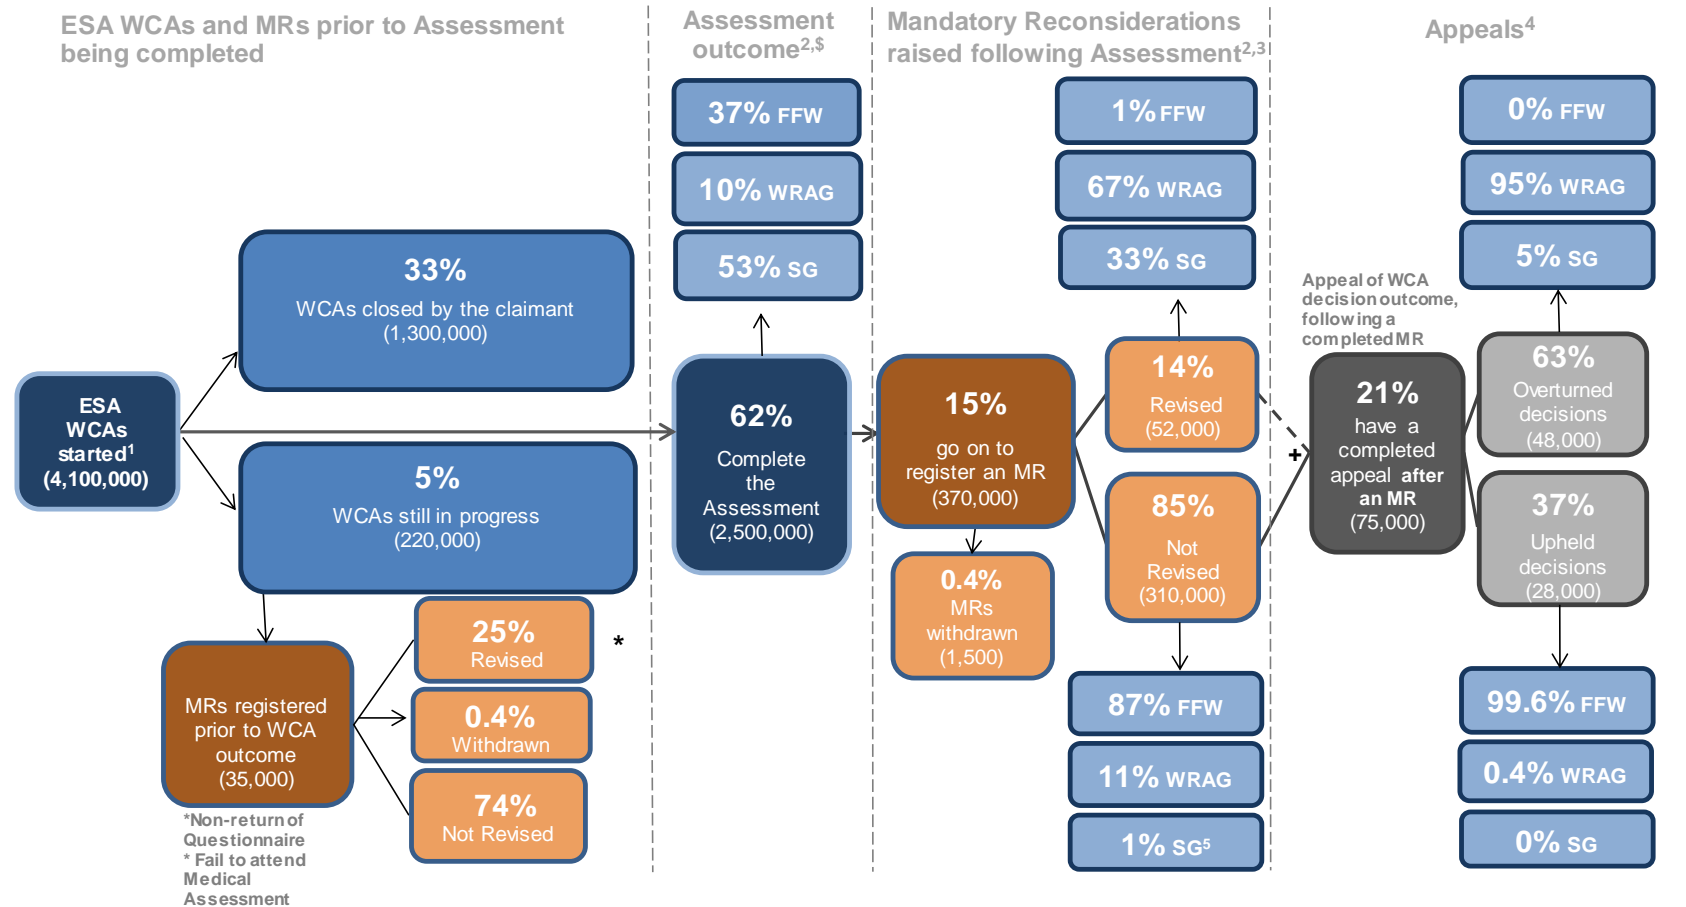 ESA WCAs and MRs prior to Assessment
being completed
Assessment
outcome2,$
Mandatory Reconsiderations
raised following Assessment2,3
Appeals4
37% FFW
10% WRAG
53% SG
1% FFW
67% WRAG
33% SG
0% FFW
95% WRAG
5% SG
33%
WCAs closed by the claimant
(1,300,000)
ESA
WCAs
started1
(4,100,000)
5%
WCAs still in progress
(220,000)
62%
Complete
the
Assessment
(2,500,000)
15%
go on to
register an MR
(370,000)
14%
Revised
(52,000)
85%
Not
Revised
(310,000)
0.4%
MRs
withdrawn
(1,500)
+
Appeal of WCA
decision outcome,
following a
completed MR
21%
have a
completed
appeal after
an MR
(75,000)
63%
Overturned
decisions
(48,000)
37%
Upheld
decisions
(28,000)
MRs registered
prior to WCA
outcome
(35,000)
25%
Revised
*
0.4%
Withdrawn
74%
Not Revised
*Non-return of
Questionnaire
* Fail to attend
Medical
Assessment
87% FFW
11% WRAG
1% SG5
99.6% FFW
0.4% WRAG
0% SG